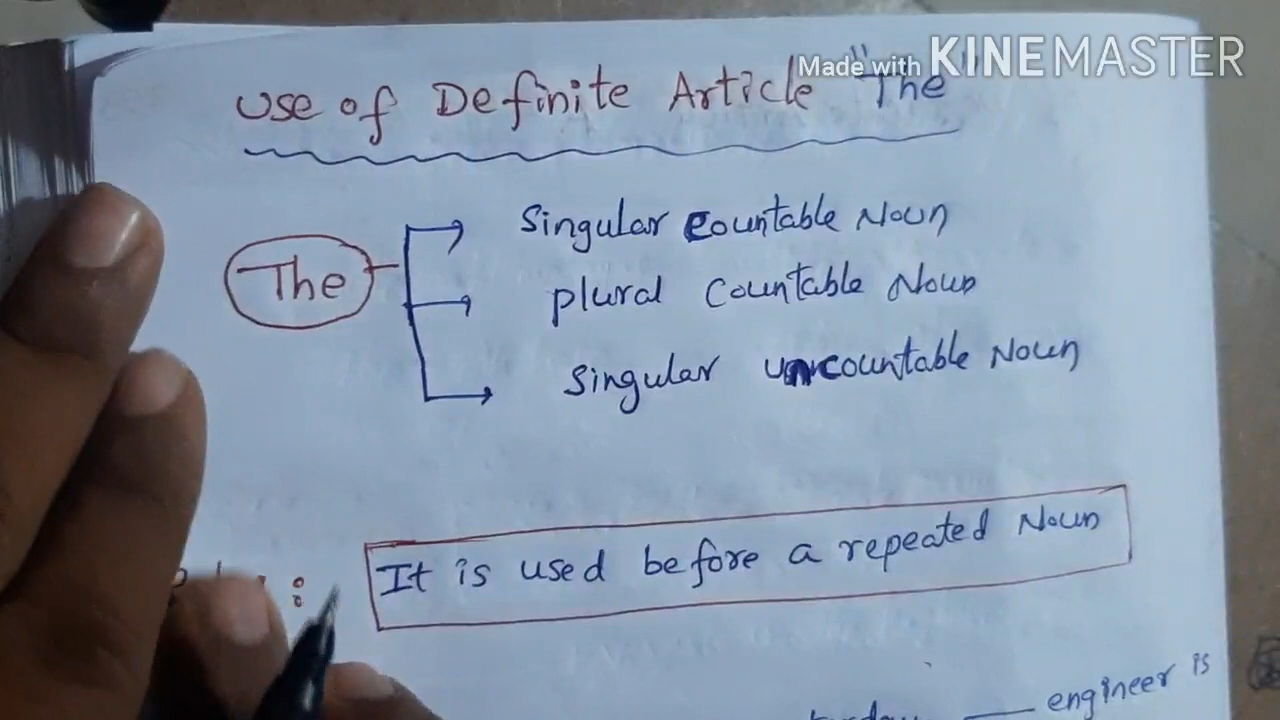 Made with KINEMASTER
Use of Definite Article "The"
The
Singular Countable Noun
plural Countable Noun
Singular uncountable Noun
: It is used before a repeated Noun
engineer is